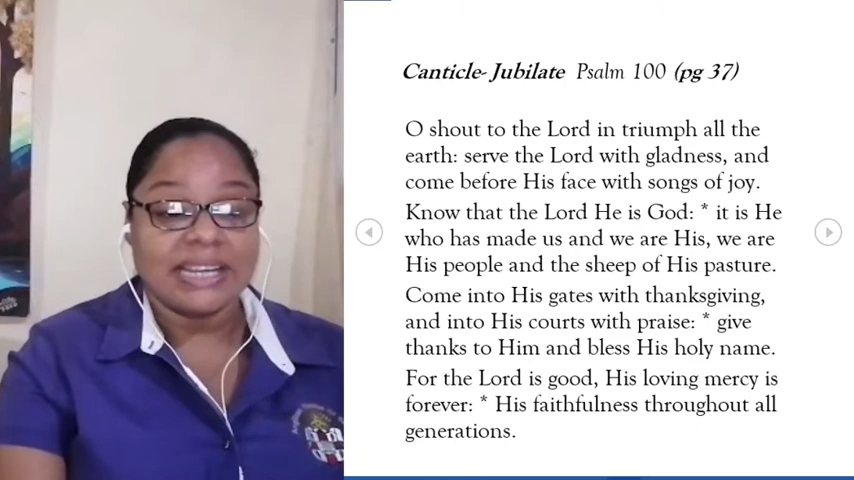 Canticle- Jubilate Psalm 100 (pg 37)
O shout to the Lord in triumph all the
earth: serve the Lord with gladness, and
come before His face with songs of joy.
Know that the Lord He is God: * it is He
who has made us and we are His, we are
His people and the sheep of His pasture.
Come into His gates with thanksgiving,
and into His courts with praise: * give
thanks to Him and bless His holy name.
For the Lord is good, His loving mercy is
forever: * His faithfulness throughout all
generations.